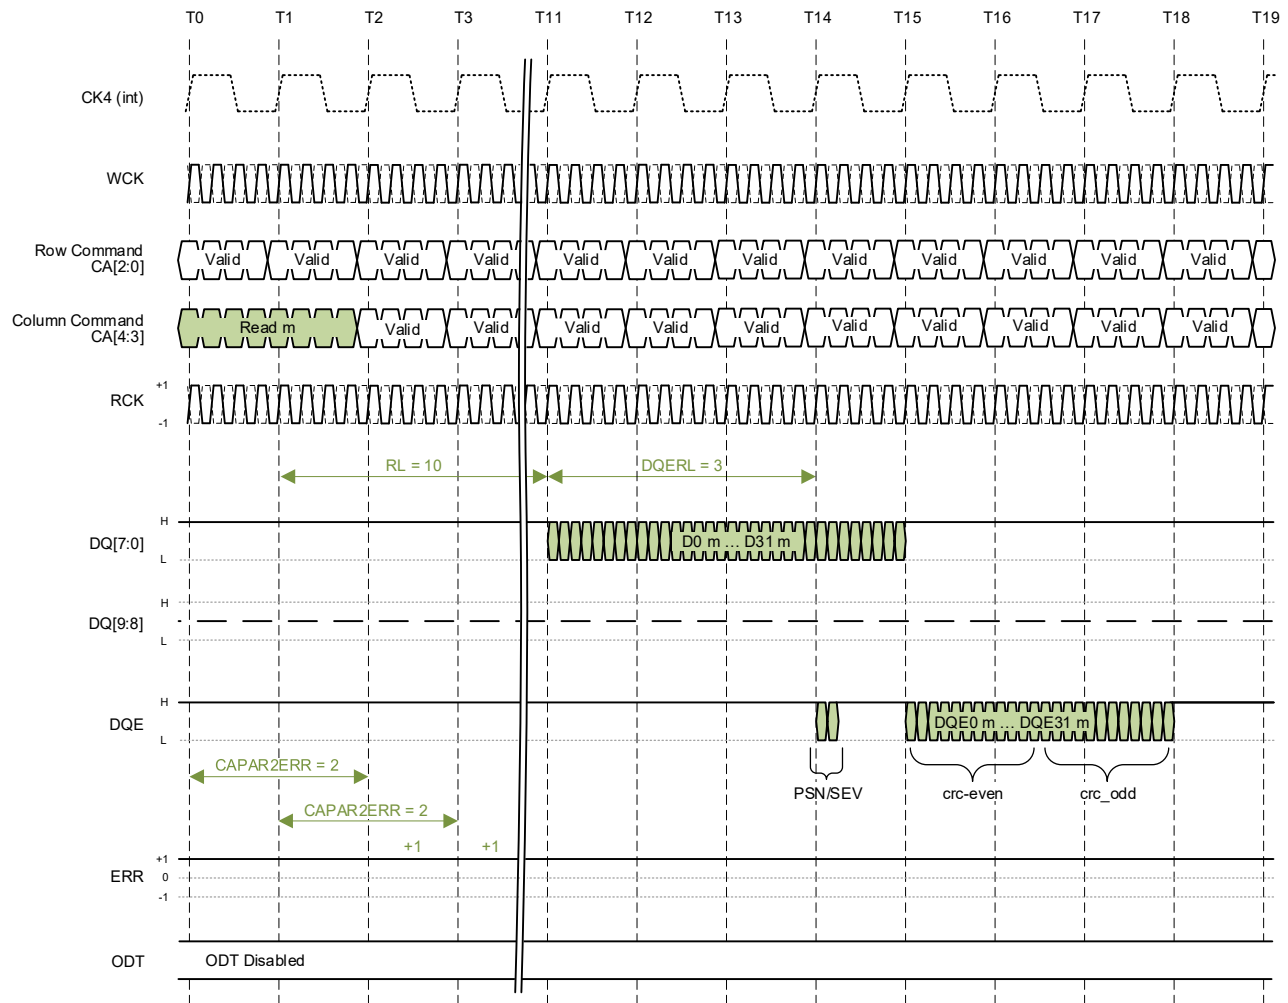 T0 T1 T2 T3 T11 T12 T13 T14 T15 T16 T17 T18 T19
CK4 (int)
WCK
Row Command
CA[2:0]
Valid Valid Valid Valid Valid Valid Valid Valid Valid Valid Valid Valid
Column Command
CA[4:3]
Read m Valid Valid Valid Valid Valid Valid Valid Valid Valid Valid
RCK
+1
-1
RL = 10
DQERL = 3
DQ[7:0]
H
L
D0 m ... D31 m
DQ[9:8]
H
L
DQE
H
L
DQE0 m ... DQE31 m
PSN/SEV
crc-even
crc_odd
CAPAR2ERR = 2
CAPAR2ERR = 2
+1 +1
ERR
+1
0
-1
ODT
ODT Disabled